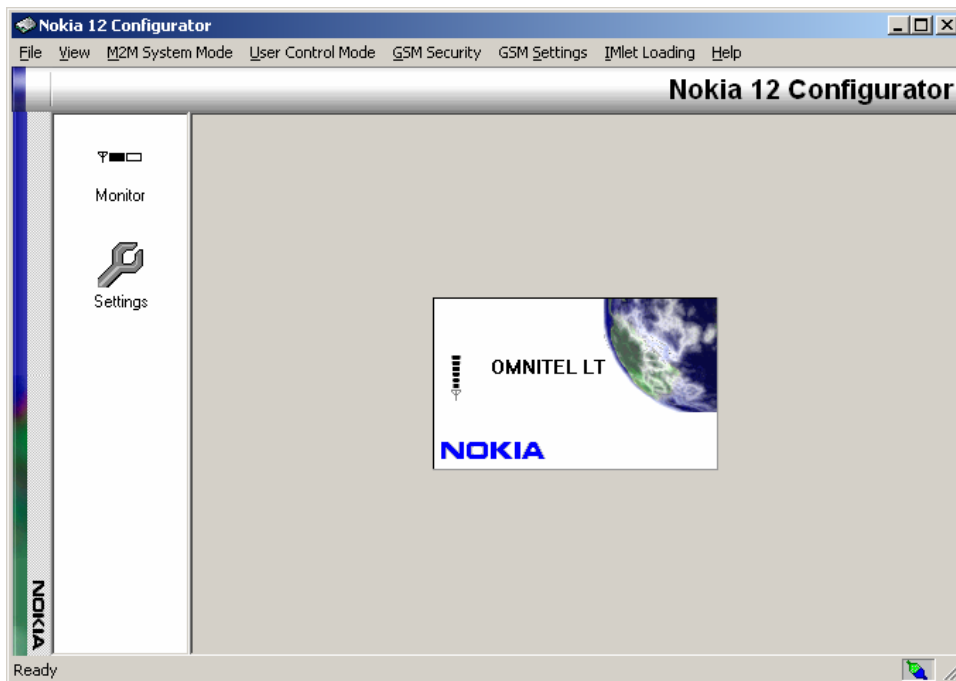 Nokia 12 Configurator
File View M2M System Mode User Control Mode GSM Security GSM Settings IMlet Loading Help
Nokia 12 Configurator
Monitor
Settings
OMNITEL LT
NOKIA
NOKIA
Ready